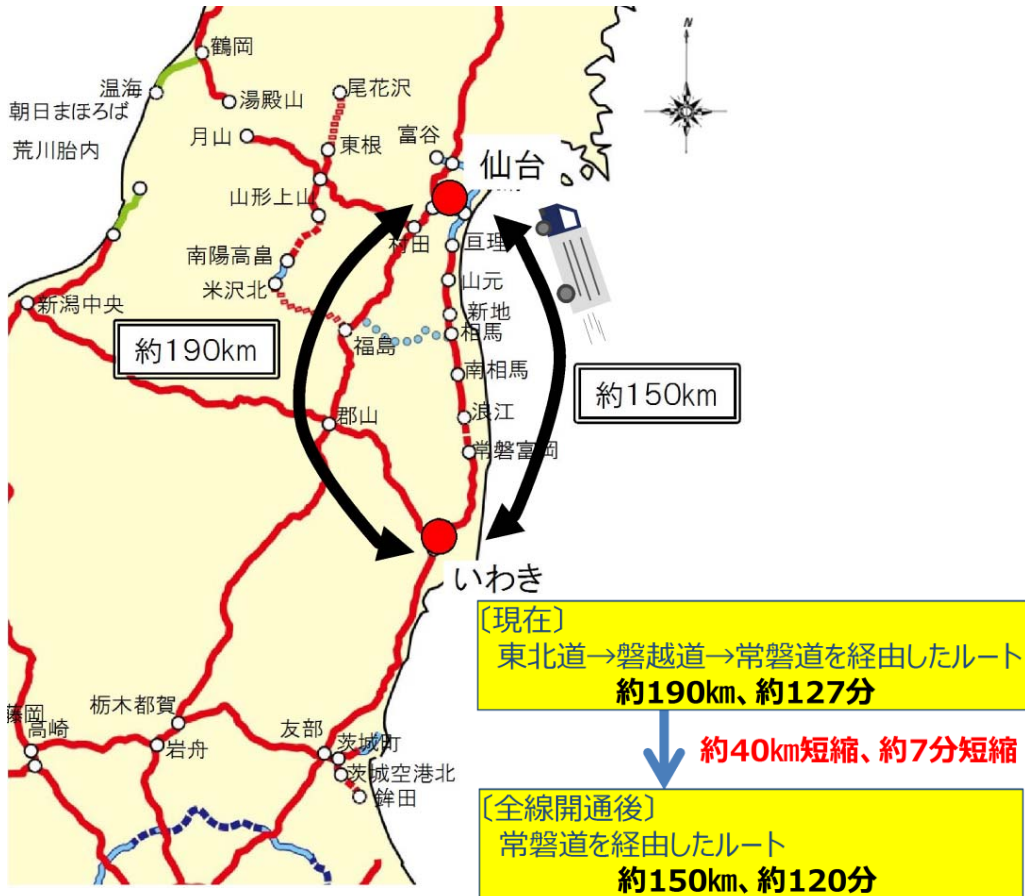 N
鶴岡
温海
尾花沢
朝日まほろば
湯殿山
月山
富谷
荒川胎内
東根
仙台
山形上山
村田
亘理
南陽高畠
山元
米沢北
新潟中央
新地
福島
相馬
約190km
南相馬
約150km
郡山
浪江
常磐富岡
いわき
〔現在〕
東北道→磐越道→常磐道を経由したルート
約190㎞、約127分
約40㎞短縮、約7分短縮
〔全線開通後〕
常磐道を経由したルート
約150㎞、約120分
栃木都賀
藤岡
高崎
岩舟
友部
茨城町
茨城空港北
鉾田